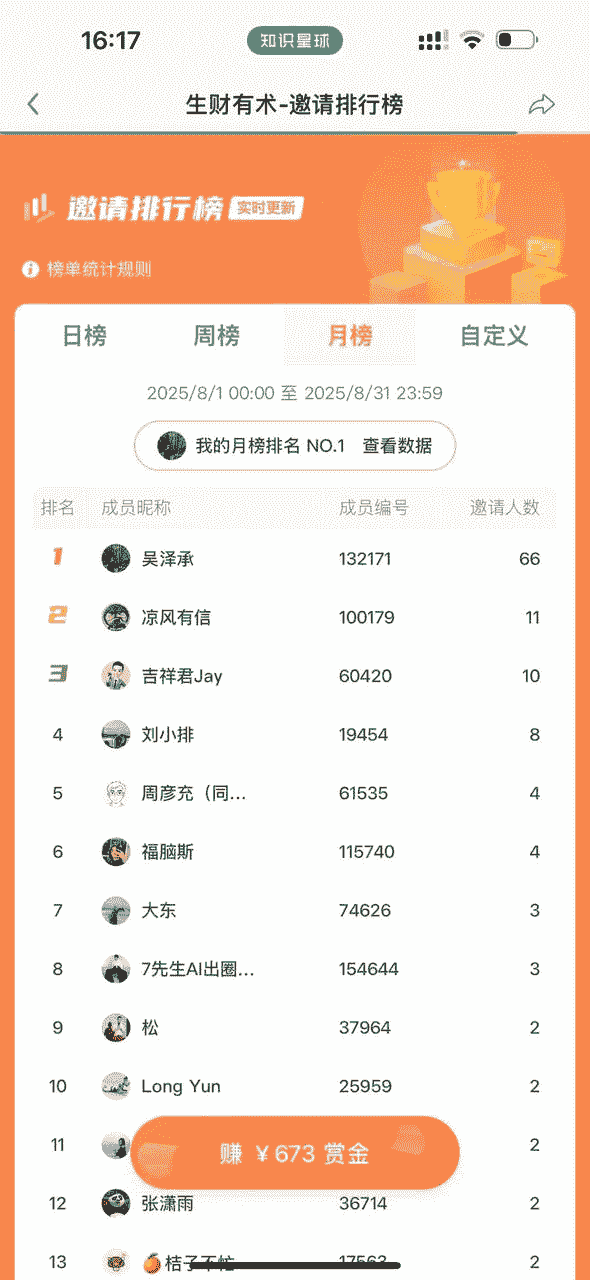 16:17
知识星球
生财有术-邀请排行榜
邀请排行榜 实时更新
榜单统计规则
日榜 周榜 月榜 自定义
2025/8/1 00:00 至 2025/8/31 23:59
我的月榜排名 NO.1 查看数据
排名 成员昵称 成员编号 邀请人数
1 吴泽承 132171 66
2 凉风有信 100179 11
3 吉祥君Jay 60420 10
4 刘小排 19454 8
5 周彦充（同... 61535 4
6 福脑斯 115740 4
7 大东 74626 3
8 7先生AI出圈... 154644 3
9 松 37964 2
10 Long Yun 25959 2
11 2
赚 ￥673 赏金
12 张潇雨 36714 2
13 🍊桔子不忙 17563 2